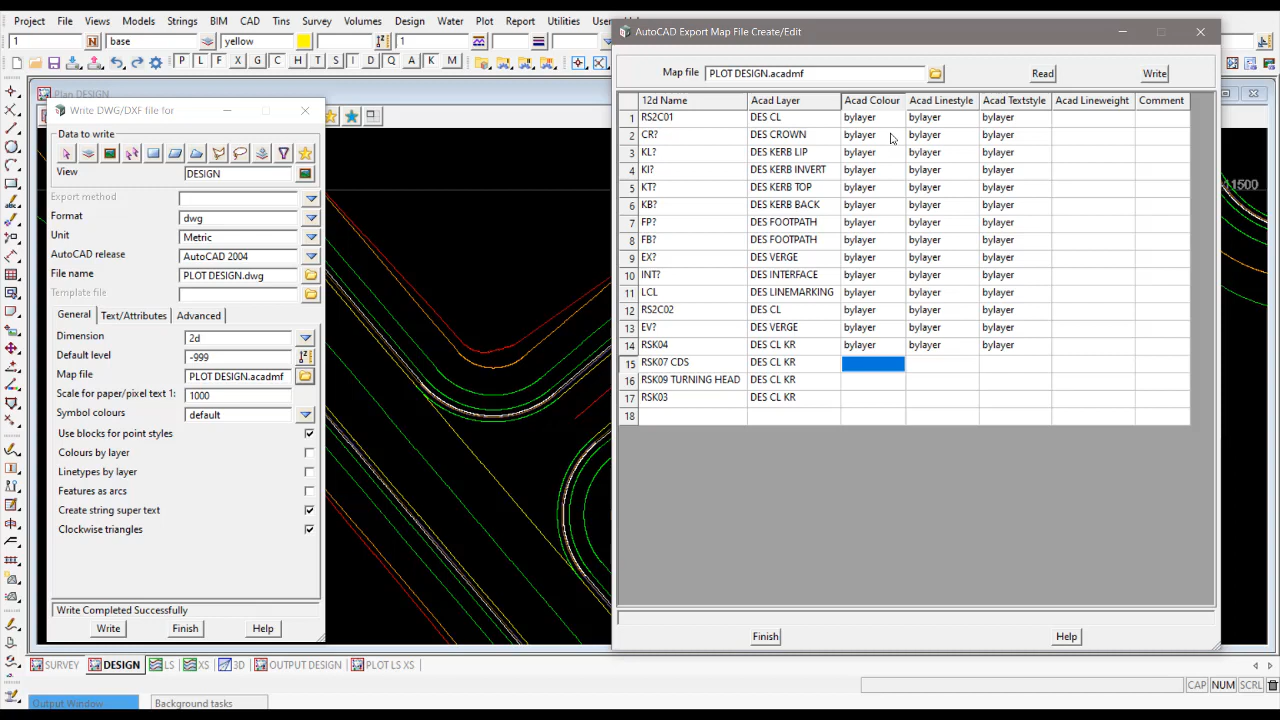 Project File Views Models Strings BIM CAD Tins Survey Volumes Design Water Plot Report Utilities
1 N base yellow 1
P L F G C H T S I D Q A K M
Plan DESIGN
11500
Write DWG/DXF file for
Data to write
View DESIGN
Export method
Format dwg
Unit Metric
AutoCAD release AutoCAD 2004
File name PLOT DESIGN.dwg
Template file
General Text/Attributes Advanced
Dimension 2d
Default level -999
Map file PLOT DESIGN.acadmf
Scale for paper/pixel text 1: 1000
Symbol colours default
Use blocks for point styles
Colours by layer
Linetypes by layer
Features as arcs
Create string super text
Clockwise triangles
Write Completed Successfully
Write Finish Help
AutoCAD Export Map File Create/Edit
Map file PLOT DESIGN.acadmf Read Write
12d Name Acad Layer Acad Colour Acad Linestyle Acad Textstyle Acad Lineweight Comment
1 RS2C01 DES CL bylayer bylayer bylayer
2 CR? DES CROWN bylayer bylayer bylayer
3 KL? DES KERB LIP bylayer bylayer bylayer
4 KI? DES KERB INVERT bylayer bylayer bylayer
5 KT? DES KERB TOP bylayer bylayer bylayer
6 KB? DES KERB BACK bylayer bylayer bylayer
7 FP? DES FOOTPATH bylayer bylayer bylayer
8 FB? DES FOOTPATH bylayer bylayer bylayer
9 EX? DES VERGE bylayer bylayer bylayer
10 INT? DES INTERFACE bylayer bylayer bylayer
11 LCL DES LINEMARKING bylayer bylayer bylayer
12 RS2C02 DES CL bylayer bylayer bylayer
13 EV? DES VERGE bylayer bylayer bylayer
14 RSK04 DES CL KR bylayer bylayer bylayer
15 RSK07 CDS DES CL KR
16 RSK09 TURNING HEAD DES CL KR
17 RSK03 DES CL KR
18
Finish Help
SURVEY DESIGN LS XS 3D OUTPUT DESIGN PLOT LS XS
CAP NUM SCRL
Output Window Background tasks